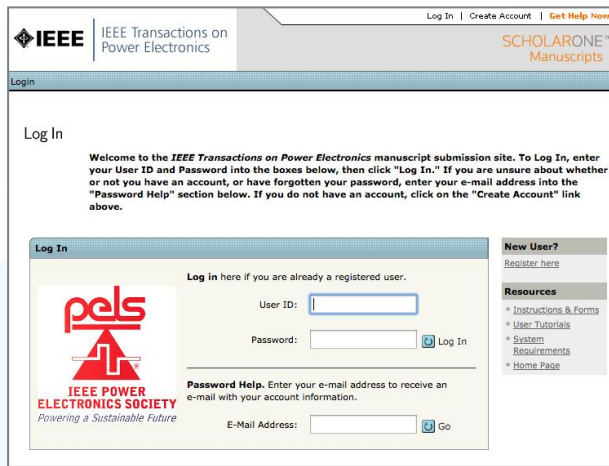 Log In | Create Account | Get Help Now
IEEE
IEEE Transactions on
Power Electronics
SCHOLARONE™
Manuscripts
Login
Log In
Welcome to the IEEE Transactions on Power Electronics manuscript submission site. To Log In, enter
your User ID and Password into the boxes below, then click "Log In." If you are unsure about whether
or not you have an account, or have forgotten your password, enter your e-mail address into the
"Password Help" section below. If you do not have an account, click on the "Create Account" link
above.
Log In
Log in here if you are already a registered user.
User ID:
Password:
Log In
pels
IEEE POWER
ELECTRONICS SOCIETY
Powering a Sustainable Future
Password Help. Enter your e-mail address to receive an
e-mail with your account information.
E-Mail Address:
Go
New User?
Register here
Resources
Instructions & Forms
User Tutorials
System
Requirements
Home Page